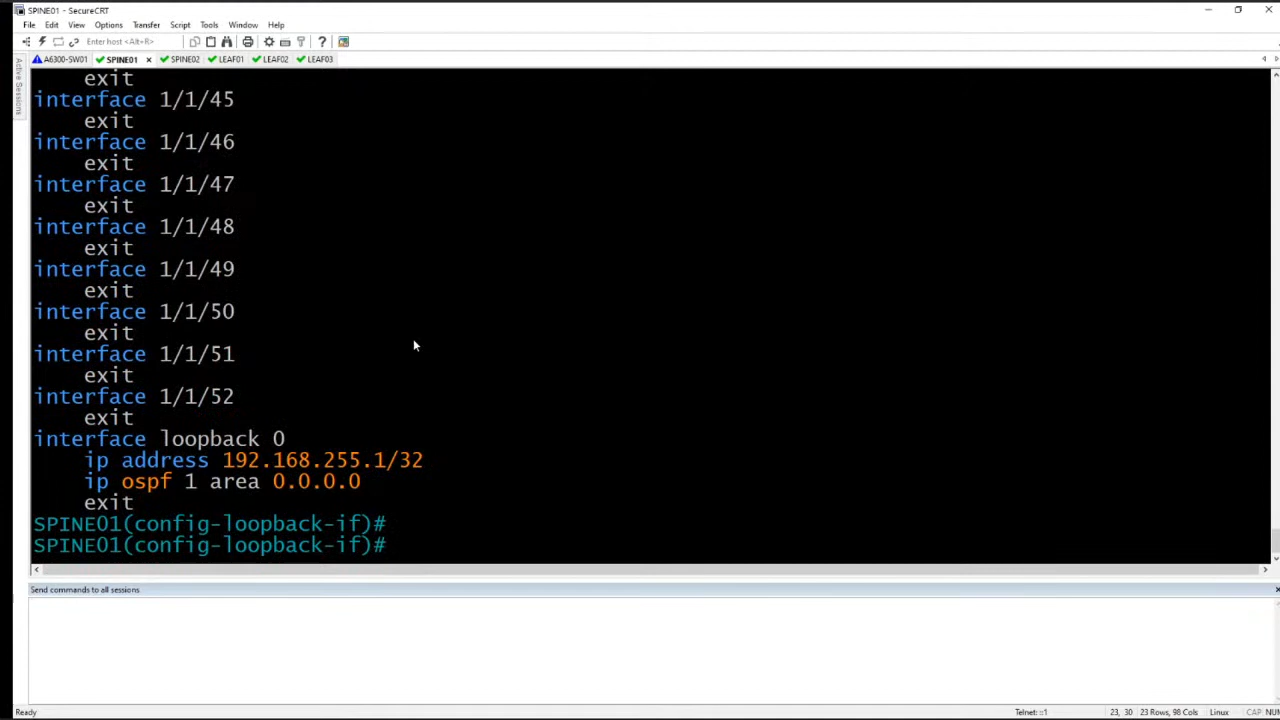 SPINE01 - SecureCRT
File Edit View Options Transfer Script Tools Window Help
Enter host <Alt+R>
A6300-SW01 SPINE01 SPINE02 LEAF01 LEAF02 LEAF03
Active Sessions
exit
interface 1/1/45
exit
interface 1/1/46
exit
interface 1/1/47
exit
interface 1/1/48
exit
interface 1/1/49
exit
interface 1/1/50
exit
interface 1/1/51
exit
interface 1/1/52
exit
interface loopback 0
ip address 192.168.255.1/32
ip ospf 1 area 0.0.0.0
exit
SPINE01(config-loopback-if)#
SPINE01(config-loopback-if)#
Send commands to all sessions
Ready Telnet: ::1 23, 30 23 Rows, 98 Cols Linux CAP NUM